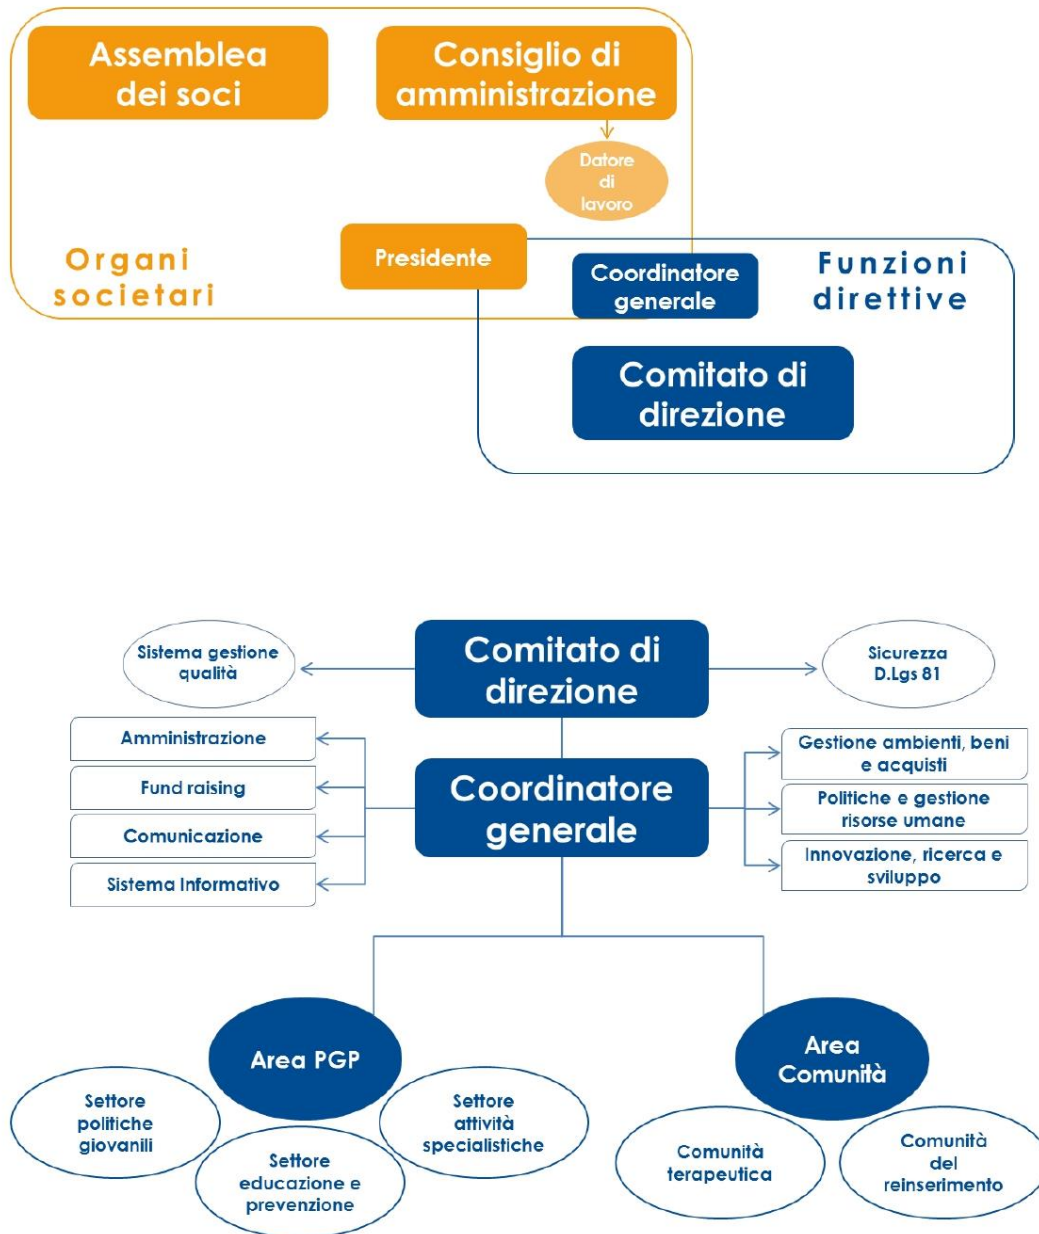 Assemblea
dei soci
Consiglio di
amministrazione
Datore
di
lavoro
Organi
societari
Presidente
Coordinatore
generale
Funzioni
direttive
Comitato di
direzione
Sistema gestione
qualità
Comitato di
direzione
Sicurezza
D.Lgs 81
Amministrazione
Fund raising
Comunicazione
Sistema Informativo
Coordinatore
generale
Gestione ambienti, beni
e acquisti
Politiche e gestione
risorse umane
Innovazione, ricerca e
sviluppo
Area PGP
Settore
politiche
giovanili
Settore
educazione e
prevenzione
Settore
attività
specialistiche
Area
Comunità
Comunità
terapeutica
Comunità
del
reinserimento